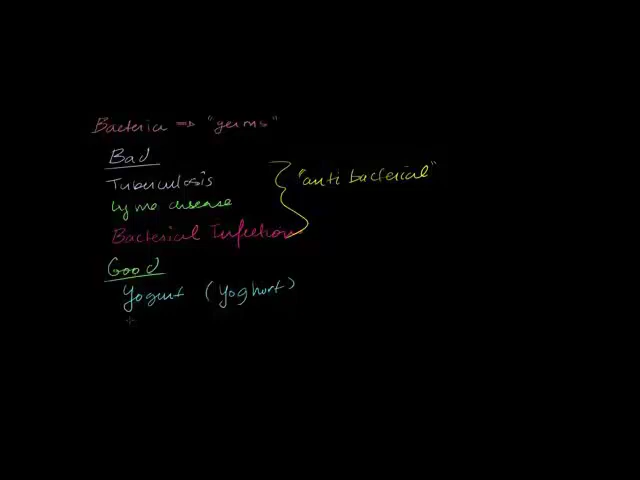 Bacteria => "germs"
Bad
Tuberculosis
Lyme disease
Bacterial Infection
"anti bacterial"
Good
Yogurt (Yoghurt)